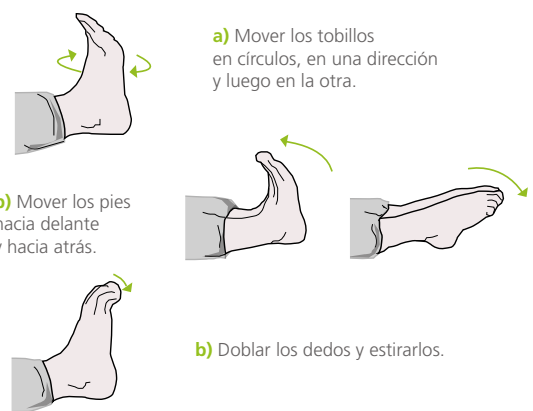 a) Mover los tobillos
en círculos, en una dirección
y luego en la otra.
b) Mover los pies
hacia delante
y hacia atrás.
b) Doblar los dedos y estirarlos.